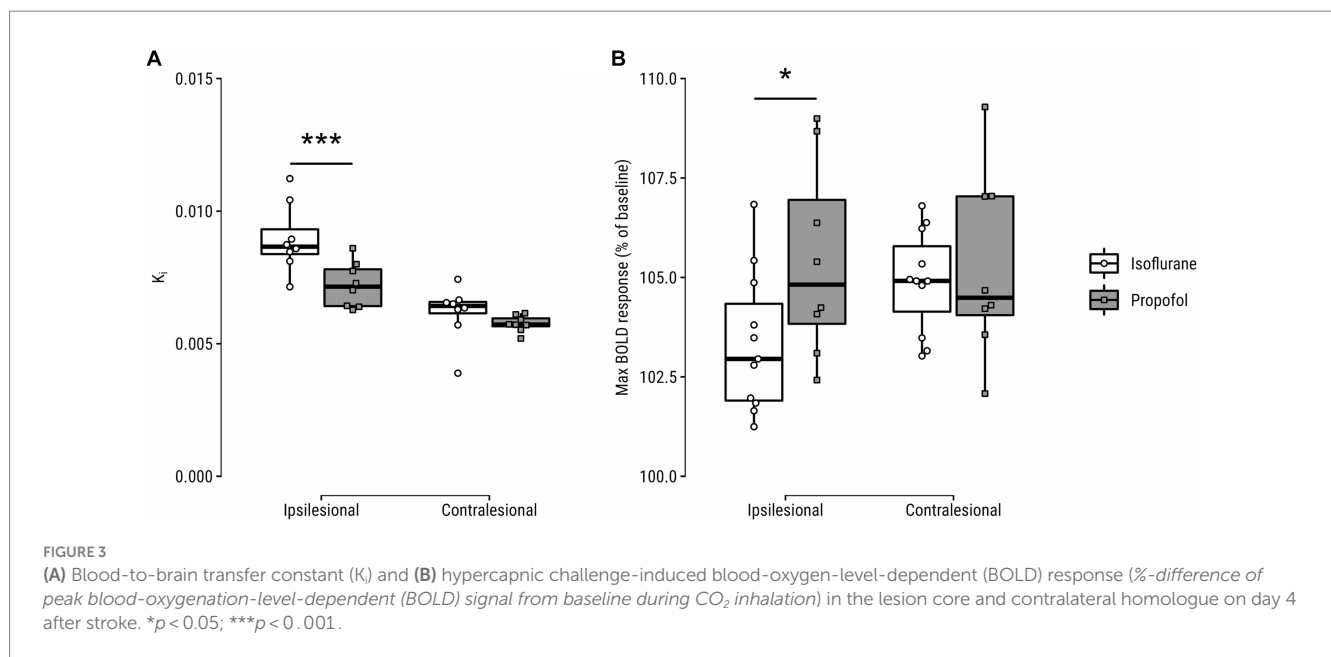 A
B
0.015
0.010
0.005
0.000
Ki
***
Ipsilesional
Contralesional
110.0
107.5
105.0
102.5
100.0
Max BOLD response (% of baseline)
*
Ipsilesional
Contralesional
Isoflurane
Propofol
FIGURE 3
(A) Blood-to-brain transfer constant (Ki) and (B) hypercapnic challenge-induced blood-oxygen-level-dependent (BOLD) response (%-difference of
peak blood-oxygenation-level-dependent (BOLD) signal from baseline during CO2 inhalation) in the lesion core and contralateral homologue on day 4
after stroke. *p < 0.05; ***p < 0.001.